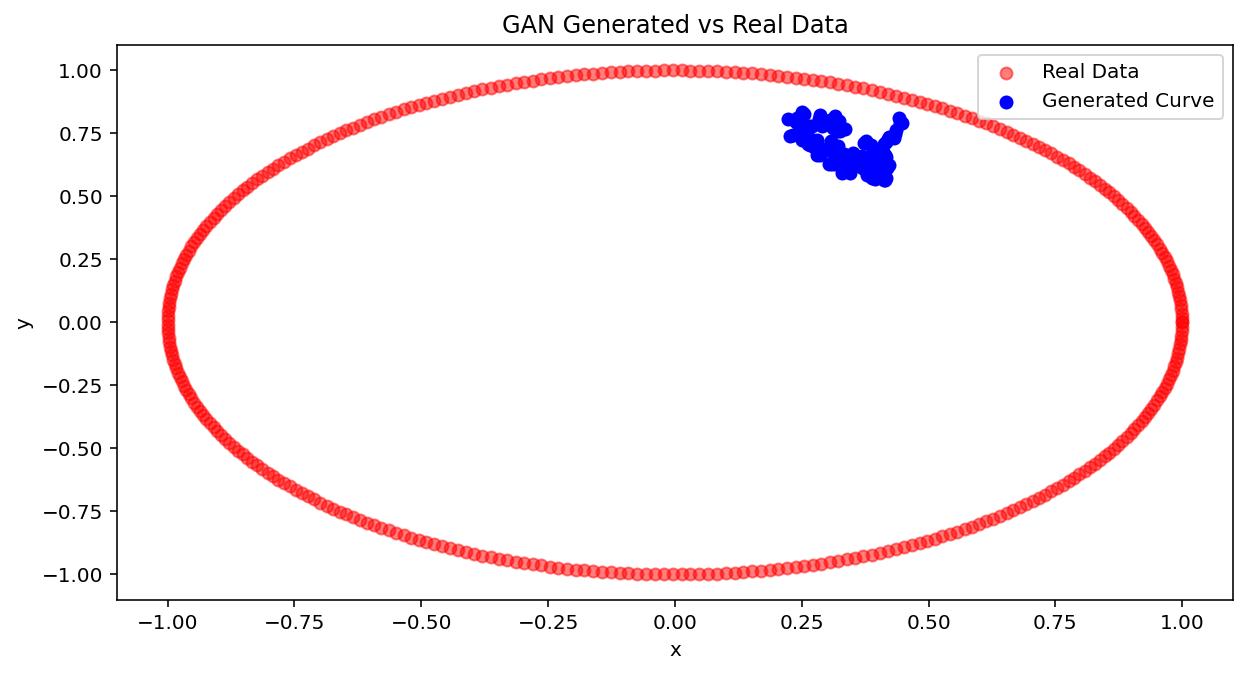 GAN Generated vs Real Data
Real Data
Generated Curve
1.00
0.75
0.50
0.25
0.00
−0.25
−0.50
−0.75
−1.00
y
−1.00 −0.75 −0.50 −0.25 0.00 0.25 0.50 0.75 1.00
x